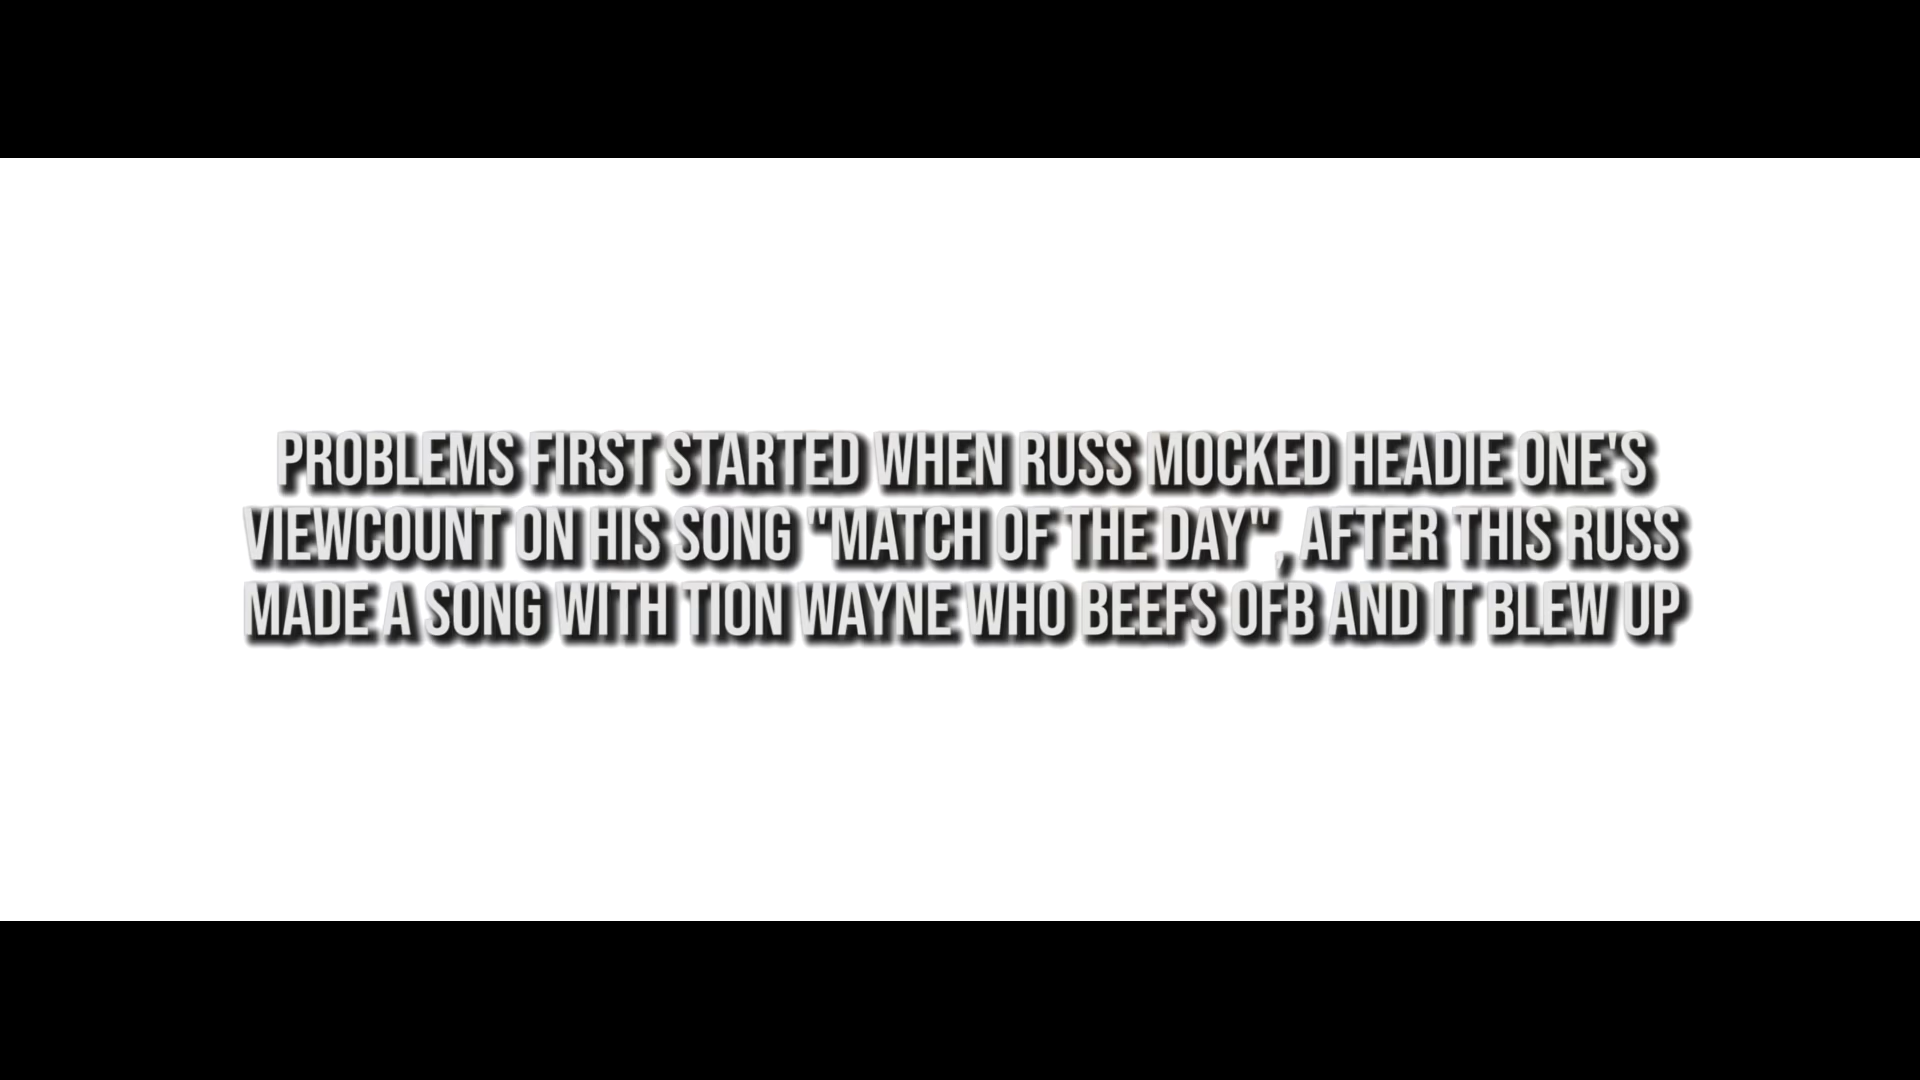 PROBLEMS FIRST STARTED WHEN RUSS MOCKED HEADIE ONE'S
VIEWCOUNT ON HIS SONG "MATCH OF THE DAY", AFTER THIS RUSS
MADE A SONG WITH TION WAYNE WHO BEEFS OFB AND IT BLEW UP